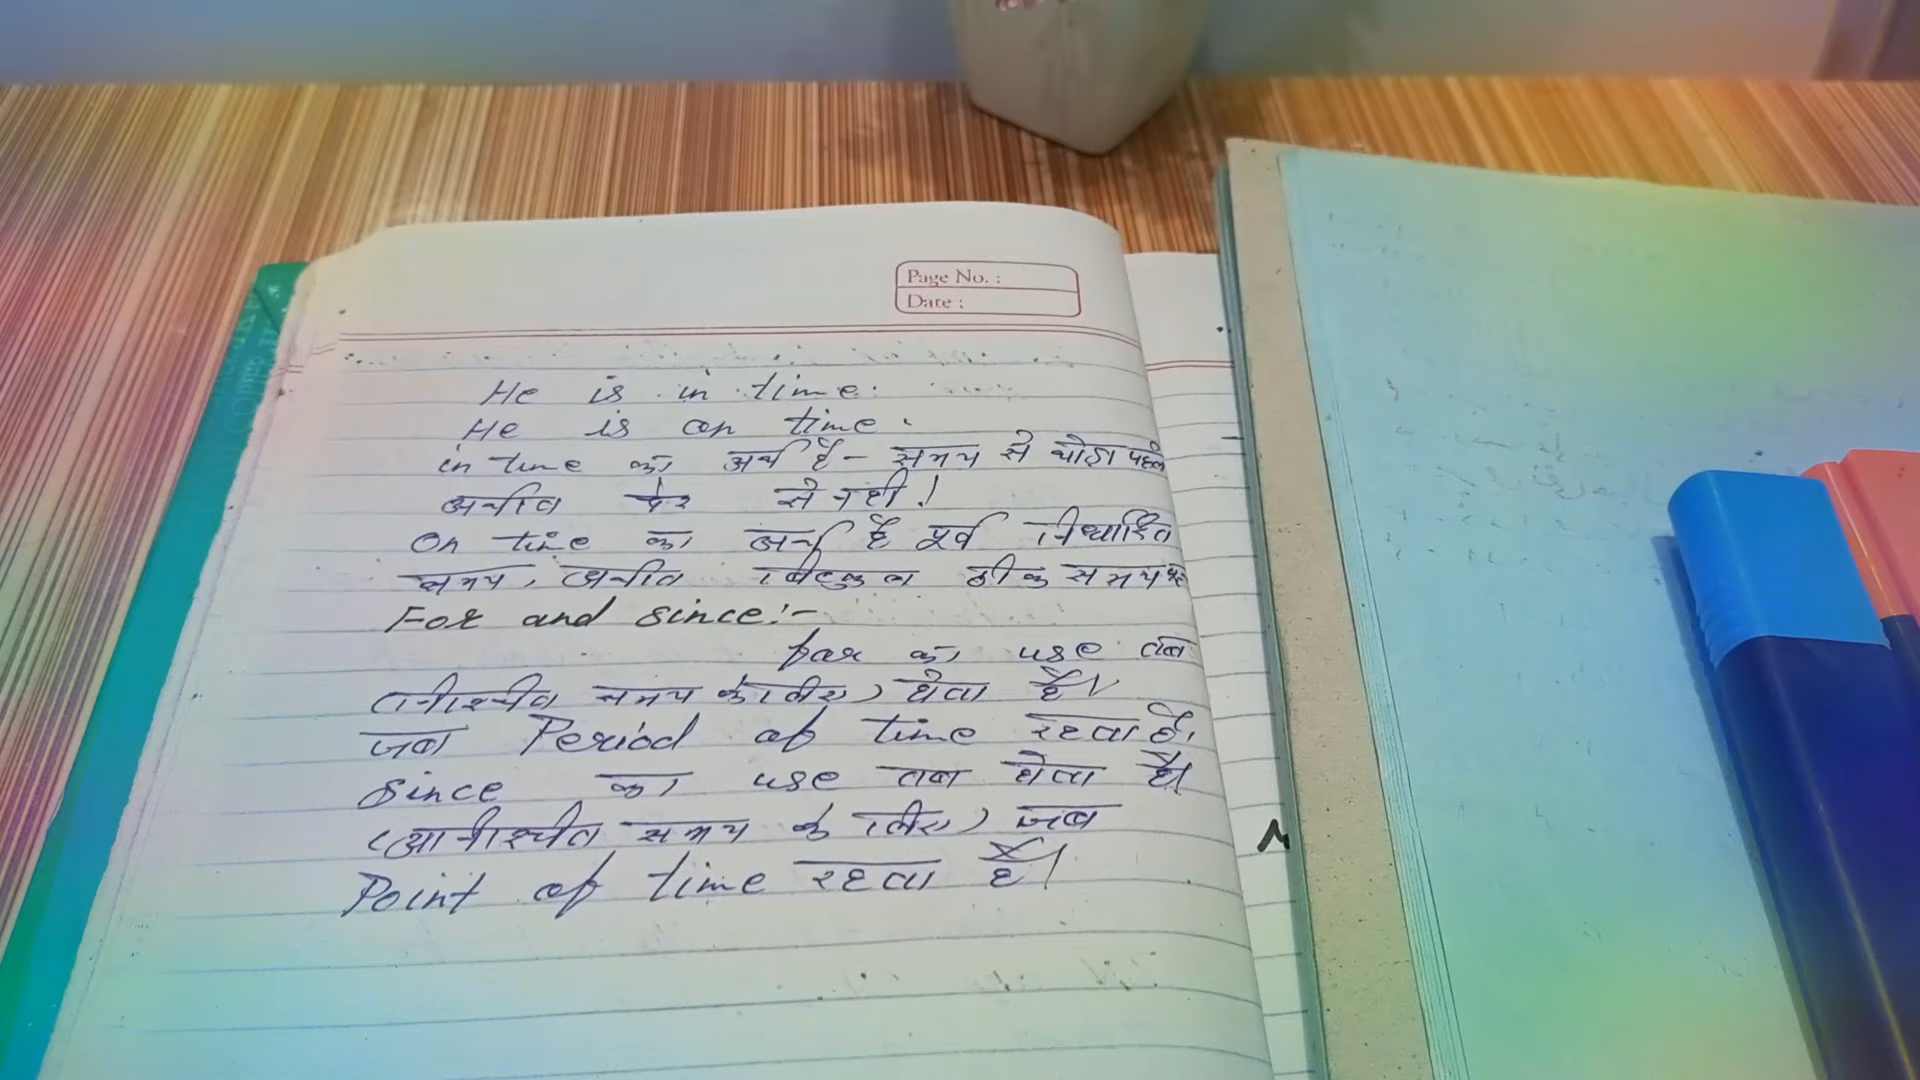 Page No. :
Date :
He is in time.
He is on time.
in time का अर्थ है - समय से थोड़ा पहले
अर्थात देर से नही!
On time का अर्थ है पूर्व निर्धारित
समय, अर्थात बिल्कुल ठीक समय पर
For and since:-
for का use तब
(नीश्चीत समय के लिए) होता है।
जब Period of time रहता है।
Since का use तब होता है।
(अनीश्चीत समय के लिए) जब
Point of time रहता है।